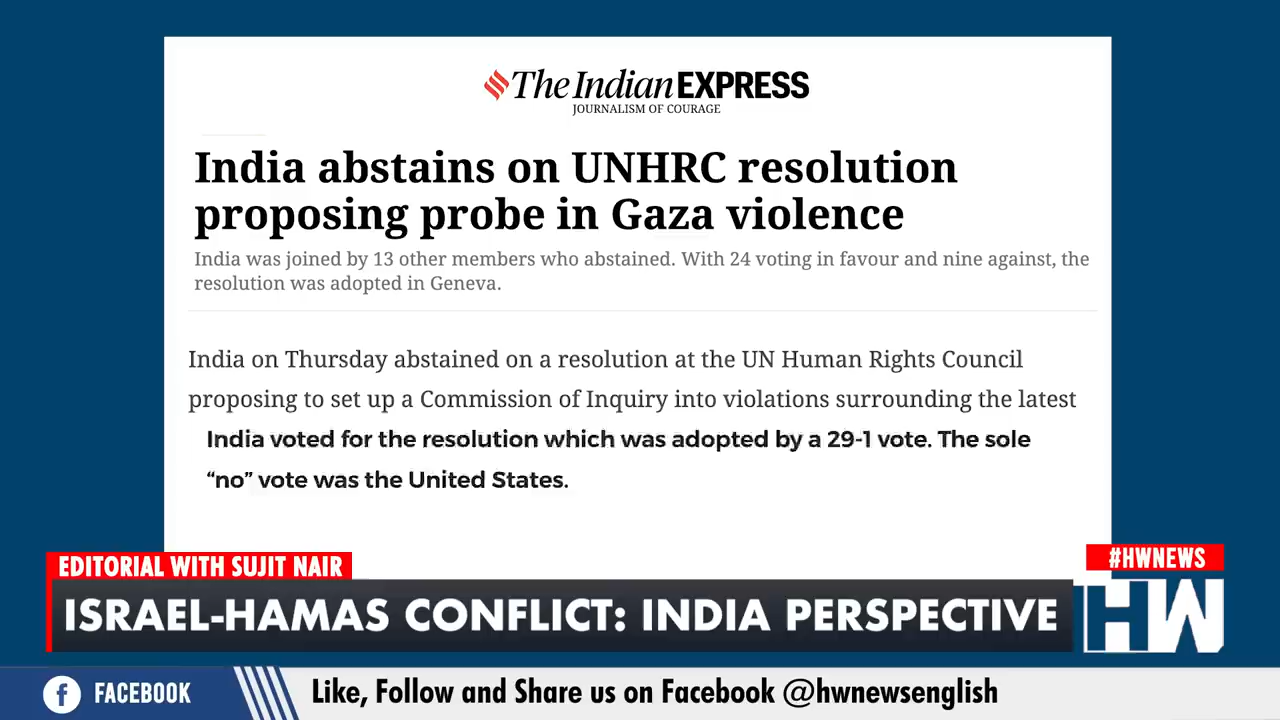 The Indian EXPRESS
JOURNALISM OF COURAGE
India abstains on UNHRC resolution
proposing probe in Gaza violence
India was joined by 13 other members who abstained. With 24 voting in favour and nine against, the
resolution was adopted in Geneva.
India on Thursday abstained on a resolution at the UN Human Rights Council
proposing to set up a Commission of Inquiry into violations surrounding the latest
India voted for the resolution which was adopted by a 29-1 vote. The sole
“no” vote was the United States.
EDITORIAL WITH SUJIT NAIR
#HWNEWS
ISRAEL-HAMAS CONFLICT: INDIA PERSPECTIVE
HW
f FACEBOOK
Like, Follow and Share us on Facebook @hwnewsenglish